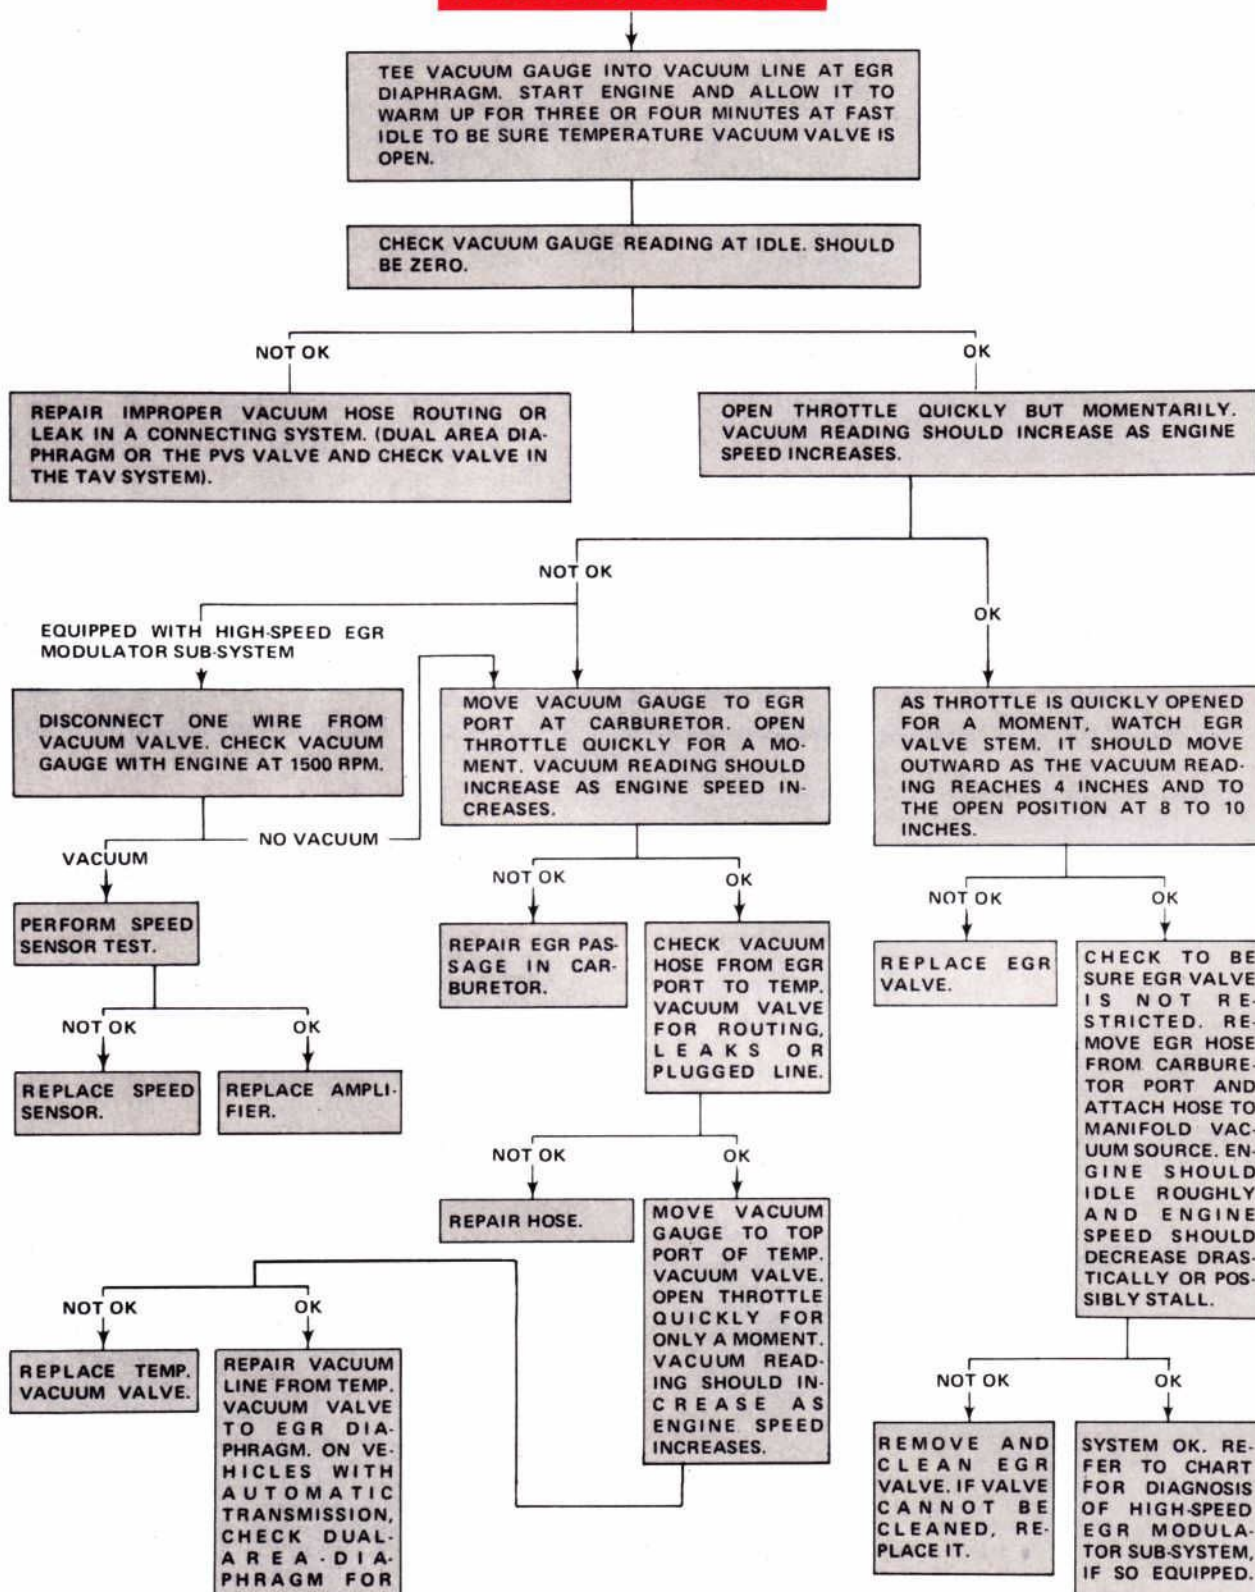 TEE VACUUM GAUGE INTO VACUUM LINE AT EGR
DIAPHRAGM. START ENGINE AND ALLOW IT TO
WARM UP FOR THREE OR FOUR MINUTES AT FAST
IDLE TO BE SURE TEMPERATURE VACUUM VALVE IS
OPEN.
CHECK VACUUM GAUGE READING AT IDLE. SHOULD
BE ZERO.
NOT OK
OK
REPAIR IMPROPER VACUUM HOSE ROUTING OR
LEAK IN A CONNECTING SYSTEM. (DUAL AREA DIA-
PHRAGM OR THE PVS VALVE AND CHECK VALVE IN
THE TAV SYSTEM).
OPEN THROTTLE QUICKLY BUT MOMENTARILY.
VACUUM READING SHOULD INCREASE AS ENGINE
SPEED INCREASES.
NOT OK
OK
EQUIPPED WITH HIGH-SPEED EGR
MODULATOR SUB-SYSTEM
DISCONNECT ONE WIRE FROM
VACUUM VALVE. CHECK VACUUM
GAUGE WITH ENGINE AT 1500 RPM.
MOVE VACUUM GAUGE TO EGR
PORT AT CARBURETOR. OPEN
THROTTLE QUICKLY FOR A MO-
MENT. VACUUM READING SHOULD
INCREASE AS ENGINE SPEED IN-
CREASES.
AS THROTTLE IS QUICKLY OPENED
FOR A MOMENT, WATCH EGR
VALVE STEM. IT SHOULD MOVE
OUTWARD AS THE VACUUM READ-
ING REACHES 4 INCHES AND TO
THE OPEN POSITION AT 8 TO 10
INCHES.
NO VACUUM
VACUUM
PERFORM SPEED
SENSOR TEST.
NOT OK
OK
REPLACE SPEED
SENSOR.
REPLACE AMPLI-
FIER.
NOT OK
OK
REPAIR EGR PAS-
SAGE IN CAR-
BURETOR.
CHECK VACUUM
HOSE FROM EGR
PORT TO TEMP.
VACUUM VALVE
FOR ROUTING,
LEAKS OR
PLUGGED LINE.
NOT OK
OK
REPLACE EGR
VALVE.
CHECK TO BE
SURE EGR VALVE
IS NOT RE-
STRICTED. RE-
MOVE EGR HOSE
FROM CARBURE-
TOR PORT AND
ATTACH HOSE TO
MANIFOLD VAC-
UUM SOURCE. EN-
GINE SHOULD
IDLE ROUGHLY
AND ENGINE
SPEED SHOULD
DECREASE DRAS-
TICALLY OR POS-
SIBLY STALL.
NOT OK
OK
REPAIR HOSE.
MOVE VACUUM
GAUGE TO TOP
PORT OF TEMP.
VACUUM VALVE.
OPEN THROTTLE
QUICKLY FOR
ONLY A MOMENT.
VACUUM READ-
ING SHOULD IN-
CREASE AS
ENGINE SPEED
INCREASES.
NOT OK
OK
REPLACE TEMP.
VACUUM VALVE.
REPAIR VACUUM
LINE FROM TEMP.
VACUUM VALVE
TO EGR DIA-
PHRAGM. ON VE-
HICLES WITH
AUTOMATIC
TRANSMISSION,
CHECK DUAL-
AREA-DIA-
PHRAGM FOR
NOT OK
OK
REMOVE AND
CLEAN EGR
VALVE. IF VALVE
CANNOT BE
CLEANED, RE-
PLACE IT.
SYSTEM OK. RE-
FER TO CHART
FOR DIAGNOSIS
OF HIGH-SPEED
EGR MODULA-
TOR SUB-SYSTEM,
IF SO EQUIPPED.